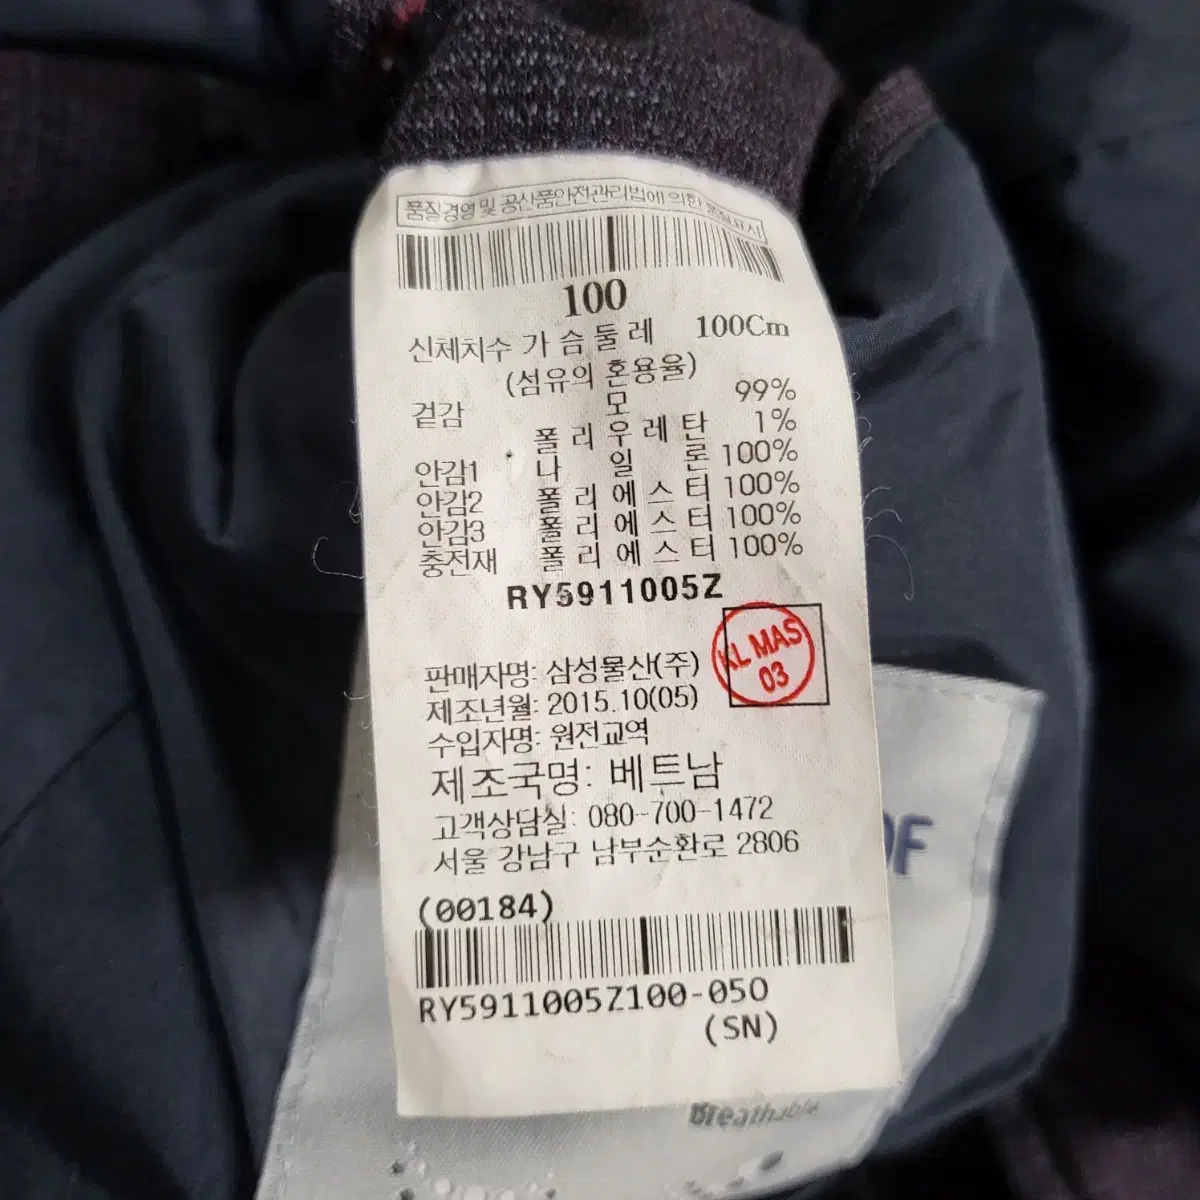 품질경영 및 공산품안전관리법에 의한 품질표시
100
신체치수 가슴둘레 100Cm
(섬유의 혼용율)
겉감 모 99%
폴리우레탄 1%
안감1 나일론 100%
안감2 폴리에스터 100%
안감3 폴리에스터 100%
충전재 폴리에스터 100%
RY5911005Z
KL MAS
03
판매자명: 삼성물산(주)
제조년월: 2015.10(05)
수입자명: 원전교역
제조국명: 베트남
고객상담실: 080-700-1472
서울 강남구 남부순환로 2806
(00184)
RY5911005Z100-05O
(SN)
OF
Breathable